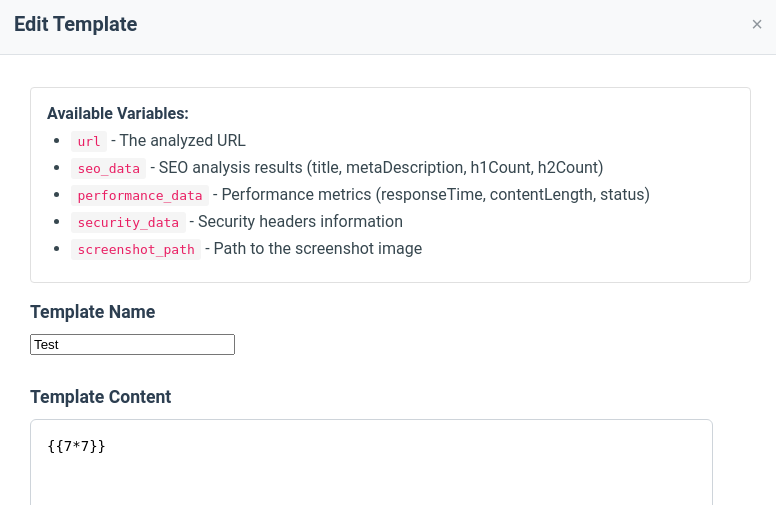 Edit Template
×
Available Variables:
• url - The analyzed URL
• seo_data - SEO analysis results (title, metaDescription, h1Count, h2Count)
• performance_data - Performance metrics (responseTime, contentLength, status)
• security_data - Security headers information
• screenshot_path - Path to the screenshot image
Template Name
Test
Template Content
{{7*7}}